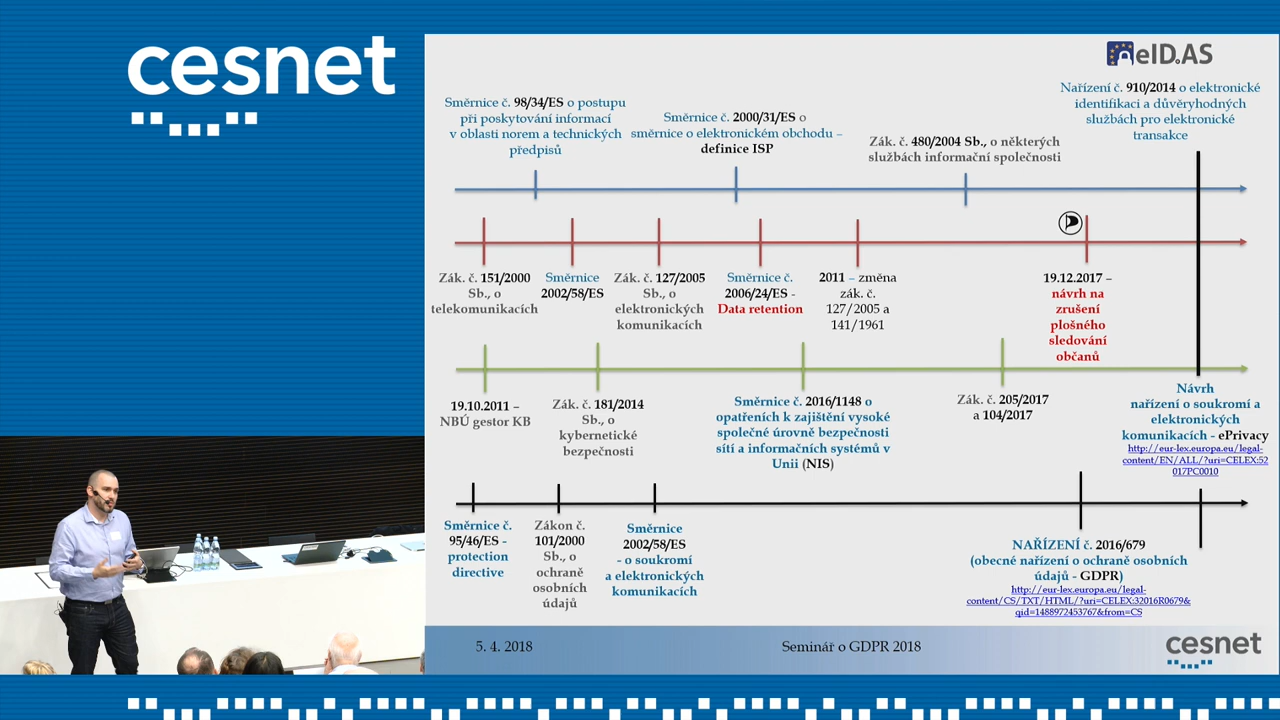 cesnet
eID.AS
Směrnice č. 98/34/ES o postupu
při poskytování informací
v oblasti norem a technických
předpisů
Směrnice č. 2000/31/ES o
směrnice o elektronickém obchodu –
definice ISP
Zák. č. 480/2004 Sb., o některých
službách informační společnosti
Nařízení č. 910/2014 o elektronické
identifikaci a důvěryhodných
službách pro elektronické
transakce
Zák. č. 151/2000
Sb., o
telekomunikacích
Směrnice
2002/58/ES
Zák. č. 127/2005
Sb., o
elektronických
komunikacích
Směrnice č.
2006/24/ES -
Data retention
2011 – změna
zák. č.
127/2005 a
141/1961
19.12.2017 –
návrh na
zrušení
plošného
sledování
občanů
19.10.2011 –
NBÚ gestor KB
Zák. č. 181/2014
Sb., o
kybernetické
bezpečnosti
Směrnice č. 2016/1148 o
opatřeních k zajištění vysoké
společné úrovně bezpečnosti
sítí a informačních systémů v
Unii (NIS)
Zák. č. 205/2017
a 104/2017
Návrh
nařízení o soukromí a
elektronických
komunikacích - ePrivacy
http://eur-lex.europa.eu/legal-
content/EN/ALL/?uri=CELEX:52
017PC0010
Směrnice č.
95/46/ES -
protection
directive
Zákon č.
101/2000
Sb., o
ochraně
osobních
údajů
Směrnice
2002/58/ES
- o soukromí
a elektronických
komunikacích
NAŘÍZENÍ č. 2016/679
(obecné nařízení o ochraně osobních
údajů - GDPR)
http://eur-lex.europa.eu/legal-
content/CS/TXT/HTML/?uri=CELEX:32016R0679&
qid=1488972453767&from=CS
5. 4. 2018
Seminář o GDPR 2018
cesnet